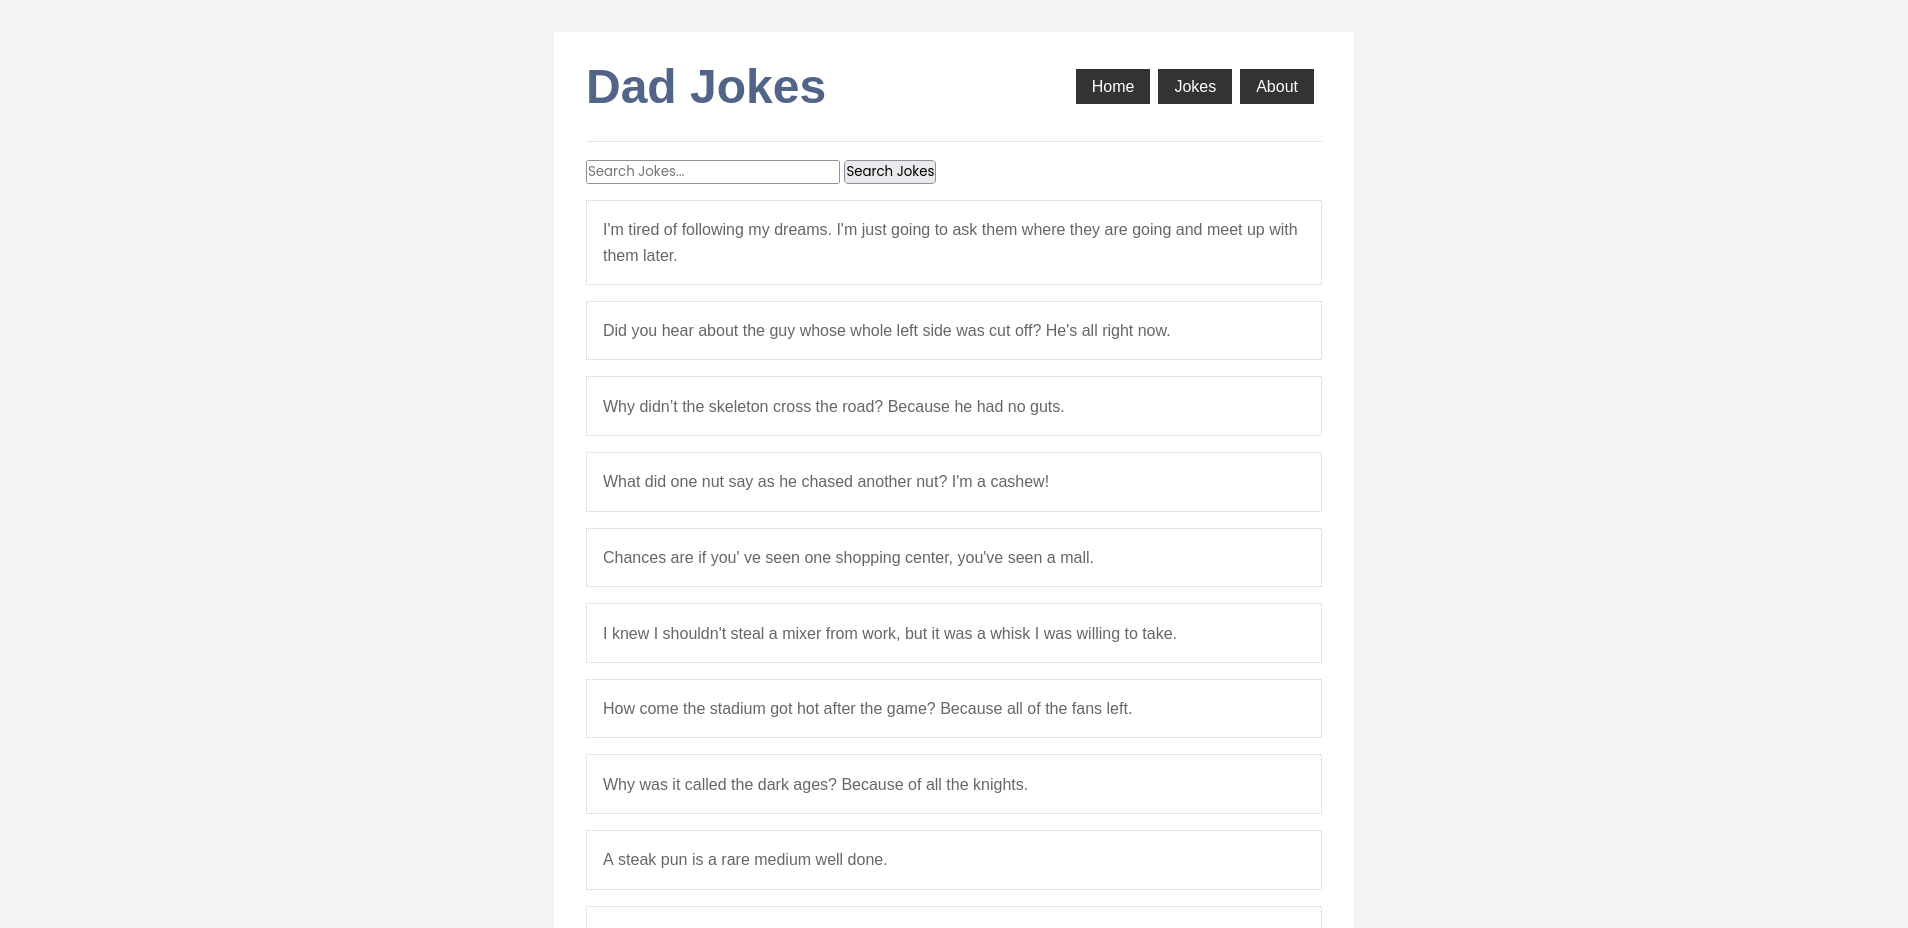 Dad Jokes
Home
Jokes
About
Search Jokes...
Search Jokes
I'm tired of following my dreams. I'm just going to ask them where they are going and meet up with
them later.
Did you hear about the guy whose whole left side was cut off? He's all right now.
Why didn’t the skeleton cross the road? Because he had no guts.
What did one nut say as he chased another nut? I'm a cashew!
Chances are if you' ve seen one shopping center, you've seen a mall.
I knew I shouldn't steal a mixer from work, but it was a whisk I was willing to take.
How come the stadium got hot after the game? Because all of the fans left.
Why was it called the dark ages? Because of all the knights.
A steak pun is a rare medium well done.